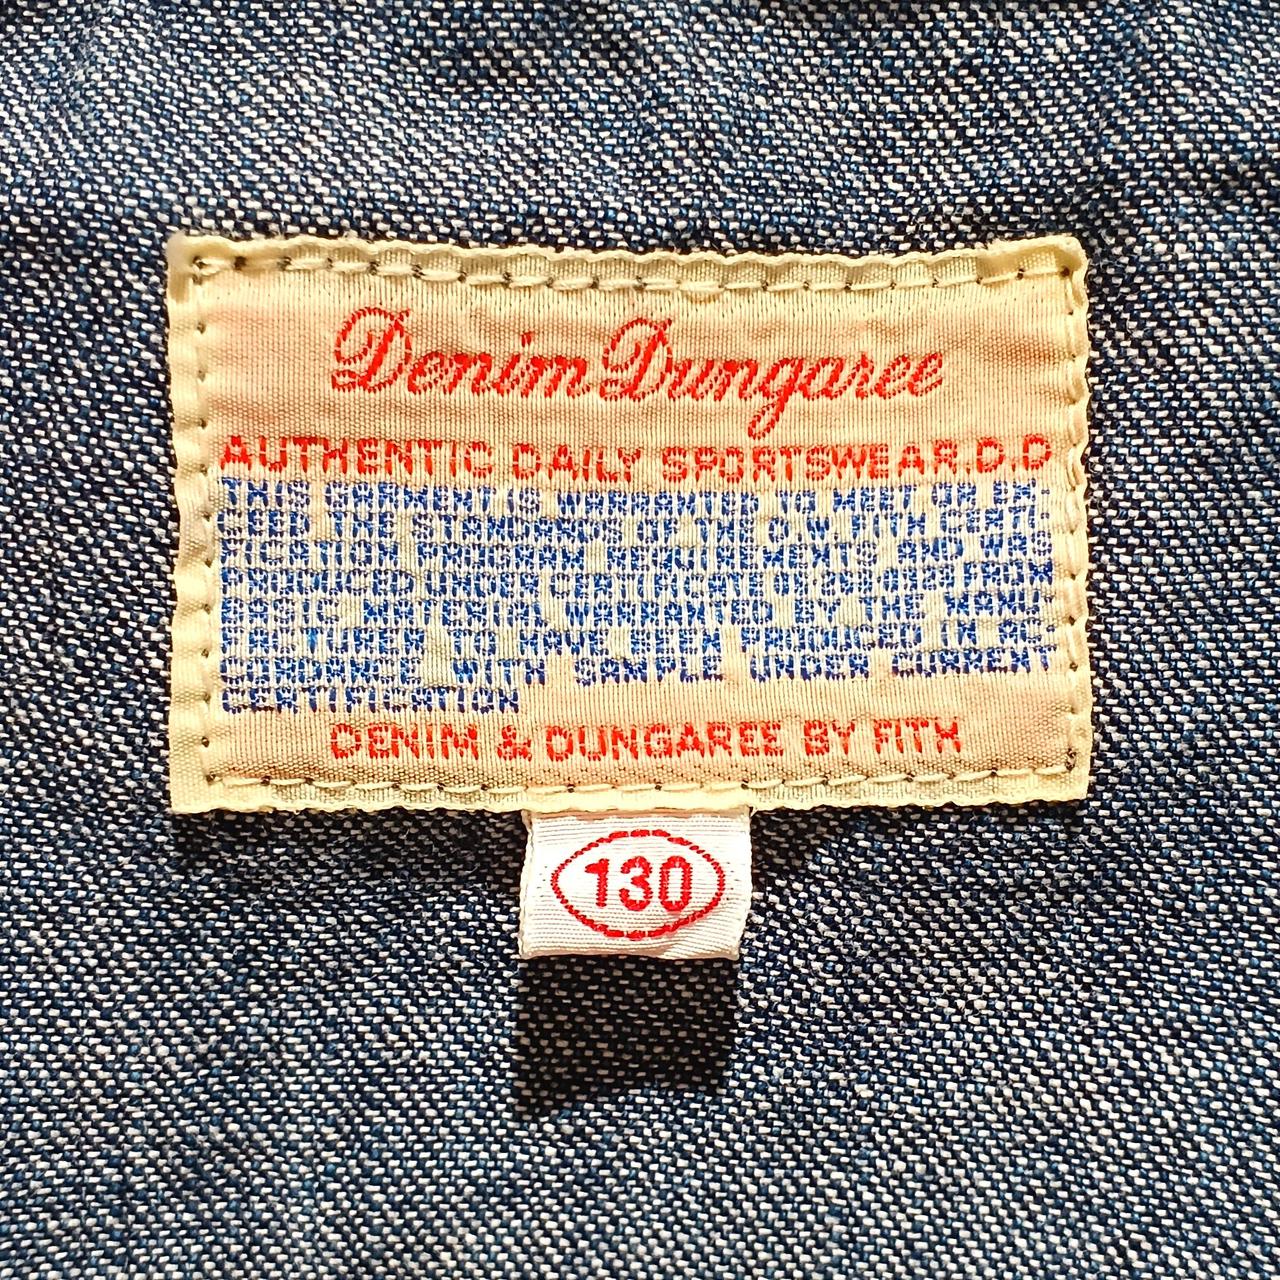 Denim Dungaree
AUTHENTIC DAILY SPORTSWEAR.D.D
THIS GARMENT IS WARRANTED TO MEET OR EX-
CEED THE STANDARDS OF THE D.W. FITH CERTI-
FICATION PROGRAM REQUIREMENTS AND WAS
PRODUCED UNDER CERTIFICATE FROM
BASIC MATERIAL WARRANTED BY THE MANU-
FACTURER TO HAVE BEEN PRODUCED IN AC-
CORDANCE WITH SAMPLE UNDER CURRENT
CERTIFICATION
DENIM & DUNGAREE BY FITH
130